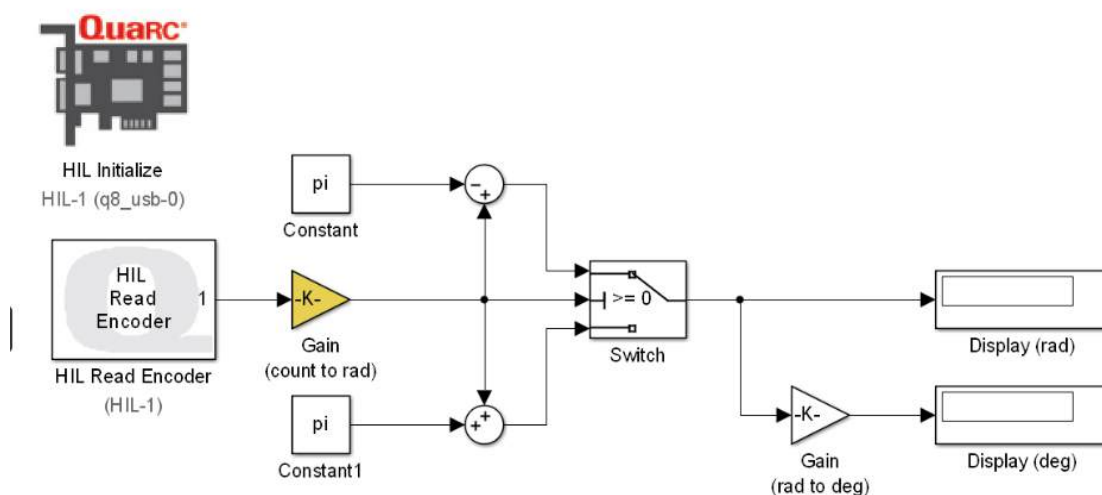 QUARC®
HIL Initialize
HIL-1 (q8_usb-0)
pi
Constant
HIL
Read
Encoder
1
HIL Read Encoder
(HIL-1)
-K-
Gain
(count to rad)
pi
Constant1
-
+
+
+
>= 0
Switch
Display (rad)
-K-
Gain
(rad to deg)
Display (deg)